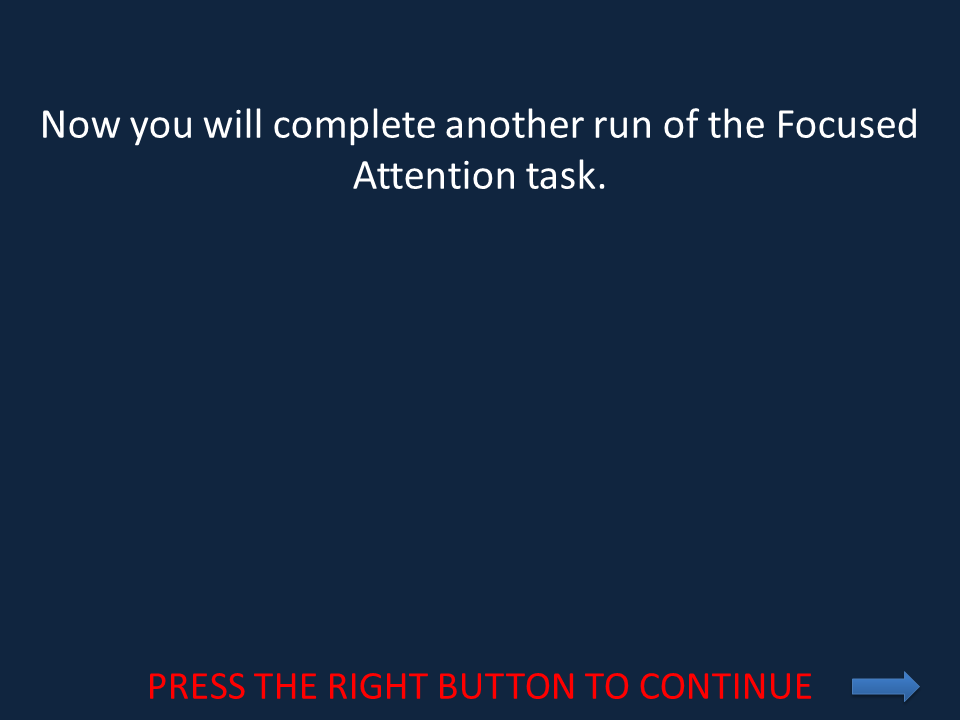 Now you will complete another run of the Focused
Attention task.
PRESS THE RIGHT BUTTON TO CONTINUE